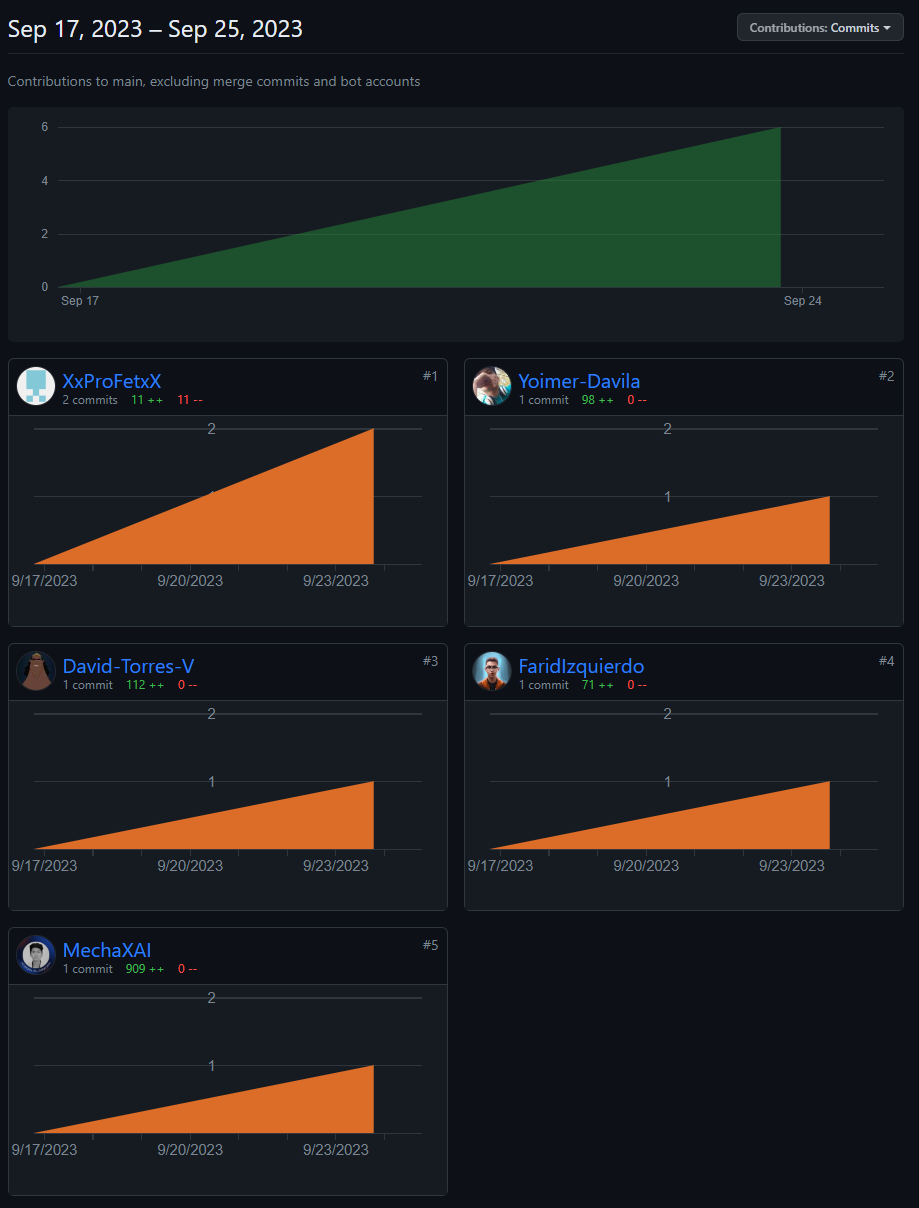 Sep 17, 2023 – Sep 25, 2023
Contributions: Commits
Contributions to main, excluding merge commits and bot accounts
6
4
2
0
Sep 17
Sep 24
XxProFetxX
#1
2 commits 11 ++ 11 --
2
9/17/2023 9/20/2023 9/23/2023
Yoimer-Davila
#2
1 commit 98 ++ 0 --
2
1
9/17/2023 9/20/2023 9/23/2023
David-Torres-V
#3
1 commit 112 ++ 0 --
2
1
9/17/2023 9/20/2023 9/23/2023
FaridIzquierdo
#4
1 commit 71 ++ 0 --
2
1
9/17/2023 9/20/2023 9/23/2023
MechaXAI
#5
1 commit 909 ++ 0 --
2
1
9/17/2023 9/20/2023 9/23/2023